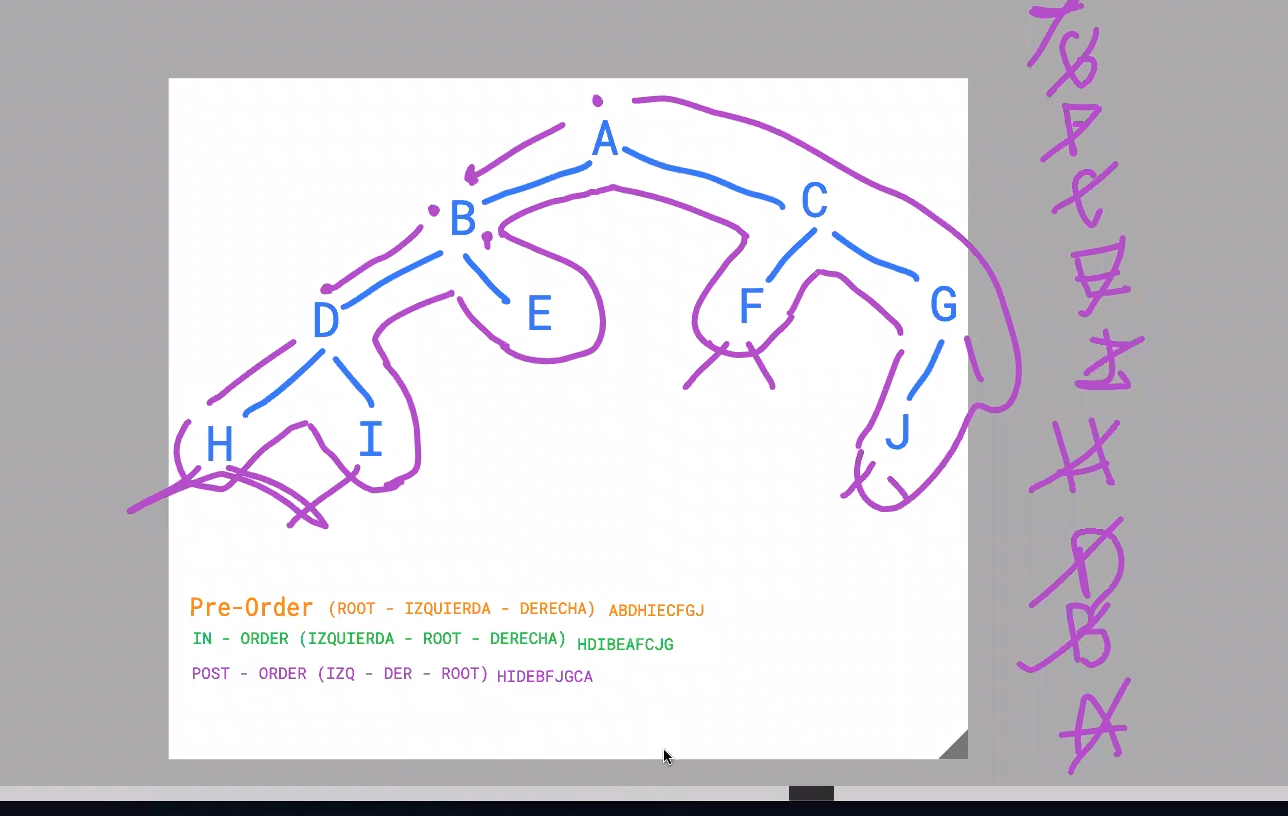 A
B
C
D
E
F
G
H
I
J
Pre-Order (ROOT - IZQUIERDA - DERECHA) ABDHIECFGJ
IN - ORDER (IZQUIERDA - ROOT - DERECHA) HDIBEAFCJG
POST - ORDER (IZQ - DER - ROOT) HIDEBFJGCA